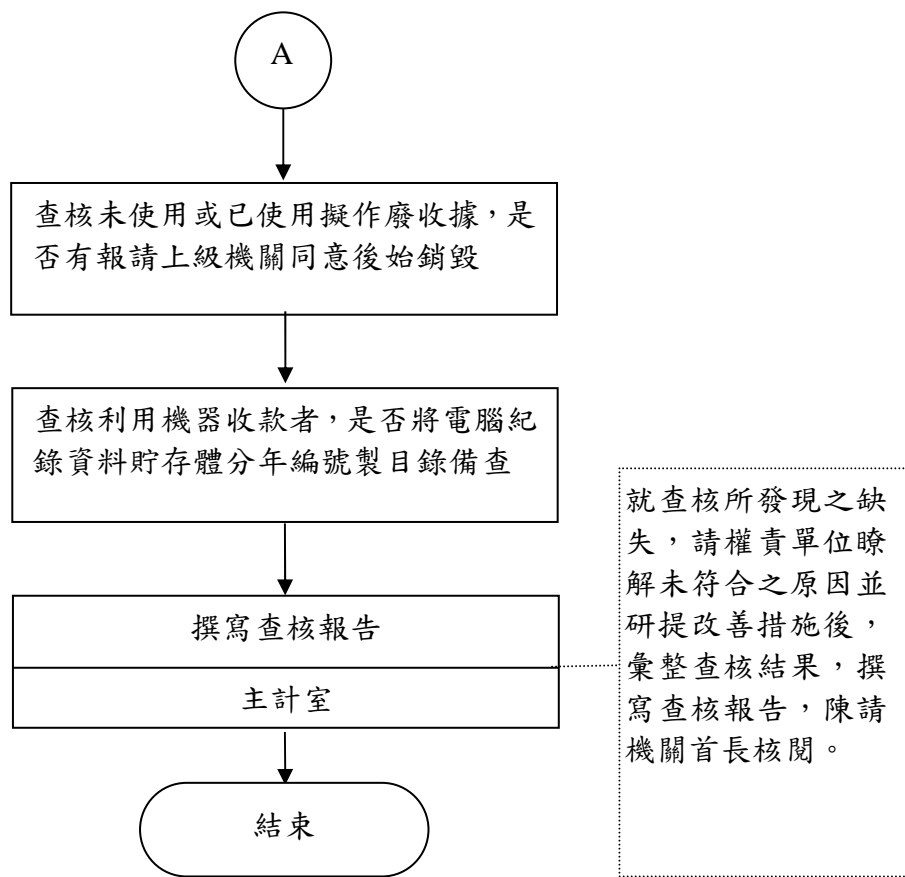 A
查核未使用或已使用擬作廢收據，是
否有報請上級機關同意後始銷毀
查核利用機器收款者，是否將電腦紀
錄資料貯存體分年編號製目錄備查
撰寫查核報告
主計室
就查核所發現之缺
失，請權責單位瞭
解未符合之原因並
研提改善措施後，
彙整查核結果，撰
寫查核報告，陳請
機關首長核閱。
結束